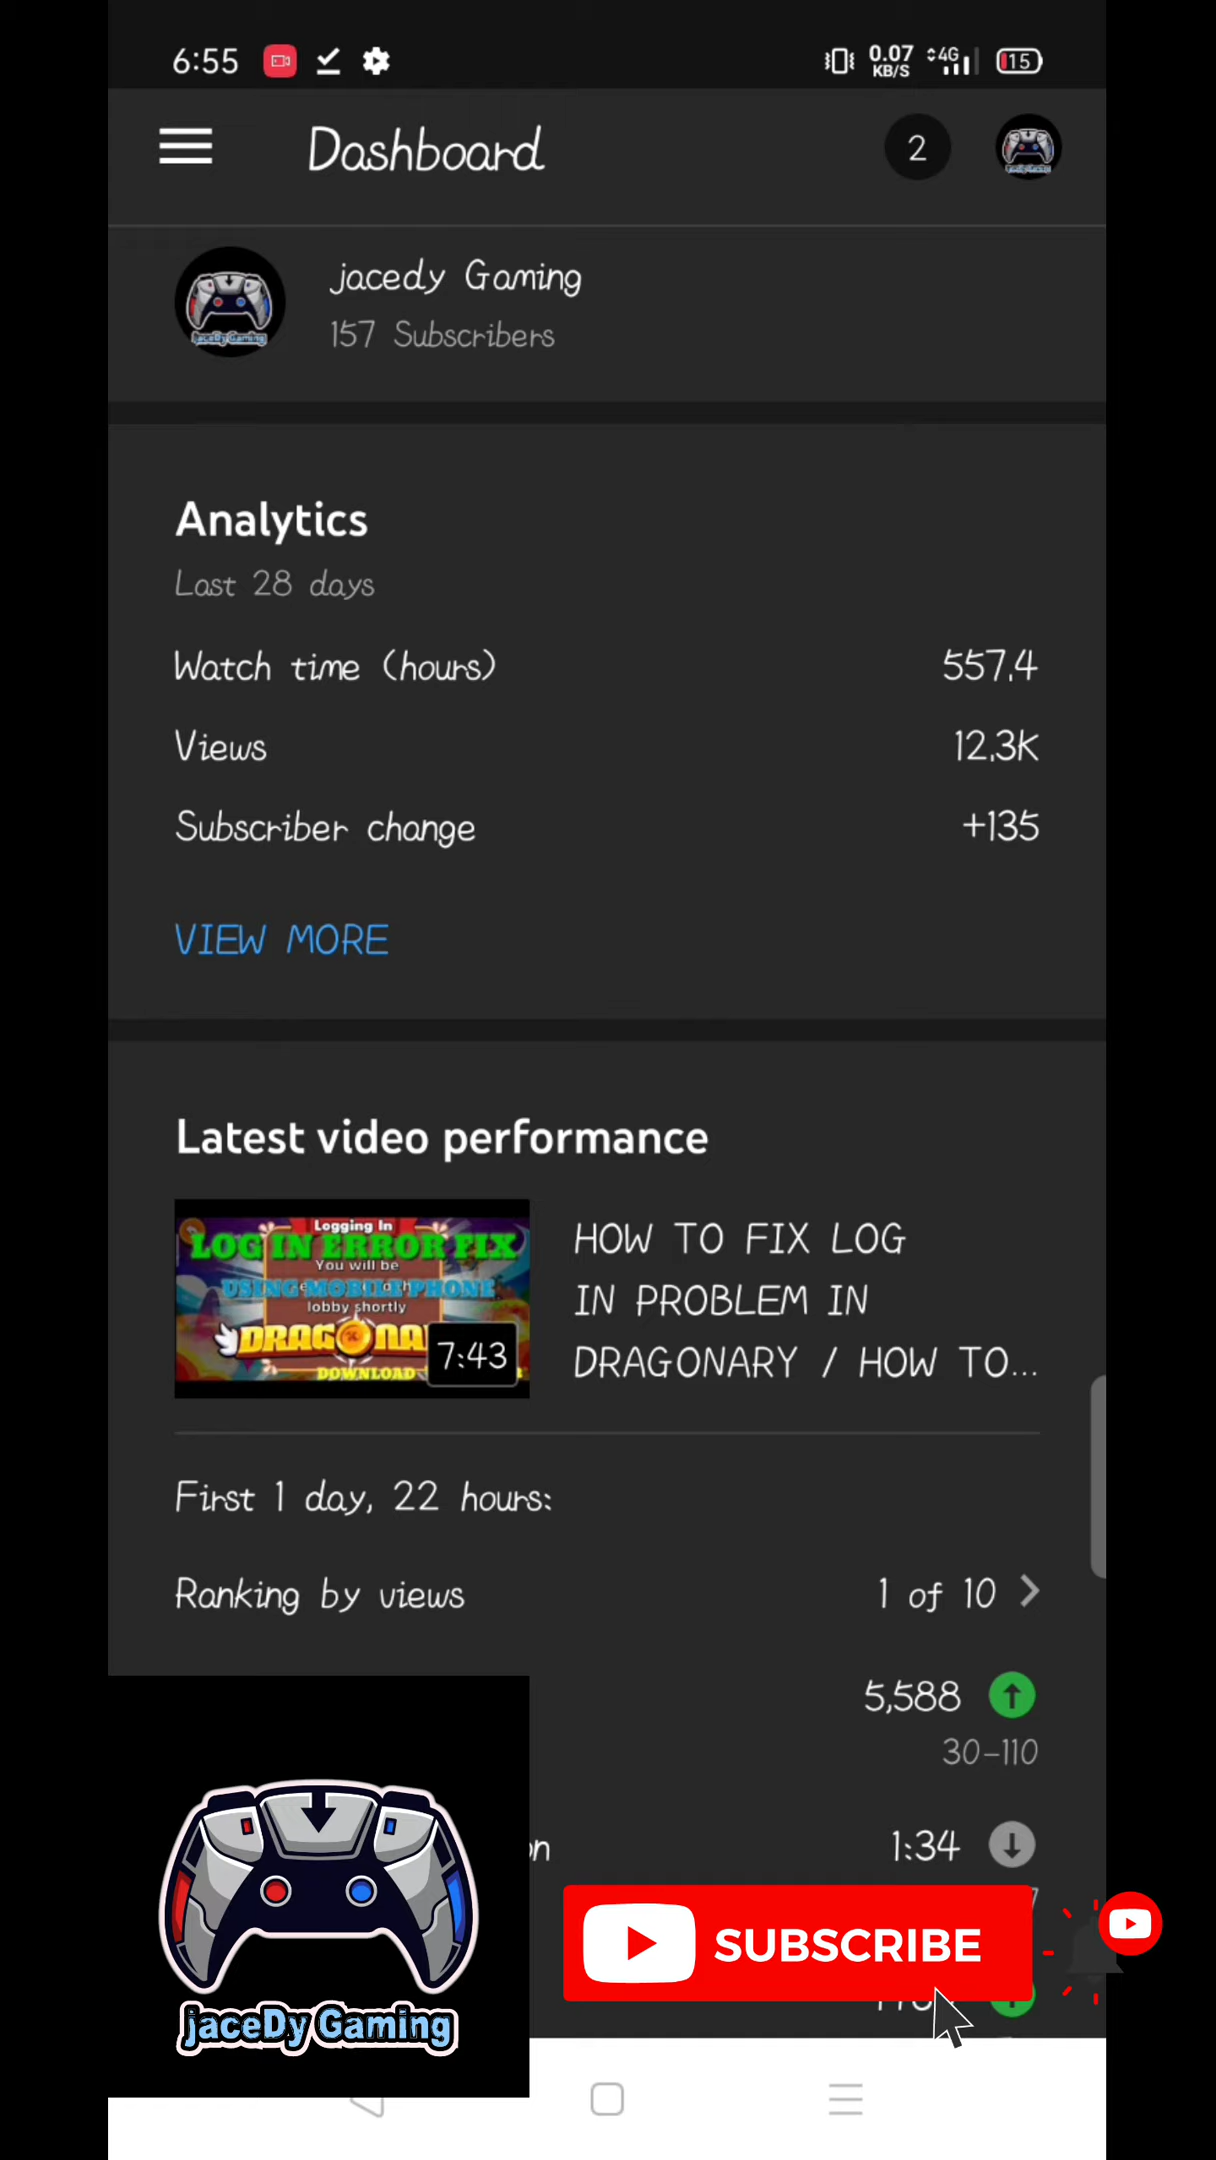 6:55 0.07 KB/S 4G 15
Dashboard 2
jacedy Gaming
157 Subscribers
Analytics
Last 28 days
Watch time (hours) 557.4
Views 12.3K
Subscriber change +135
VIEW MORE
Latest video performance
Logging In
LOG IN ERROR FIX
You will be
USING MOBILE PHONE
lobby shortly
7:43
DOWNLOAD
HOW TO FIX LOG
IN PROBLEM IN
DRAGONARY / HOW TO...
First 1 day, 22 hours:
Ranking by views 1 of 10
5,588
30–110
1:34
SUBSCRIBE
jaceDy Gaming